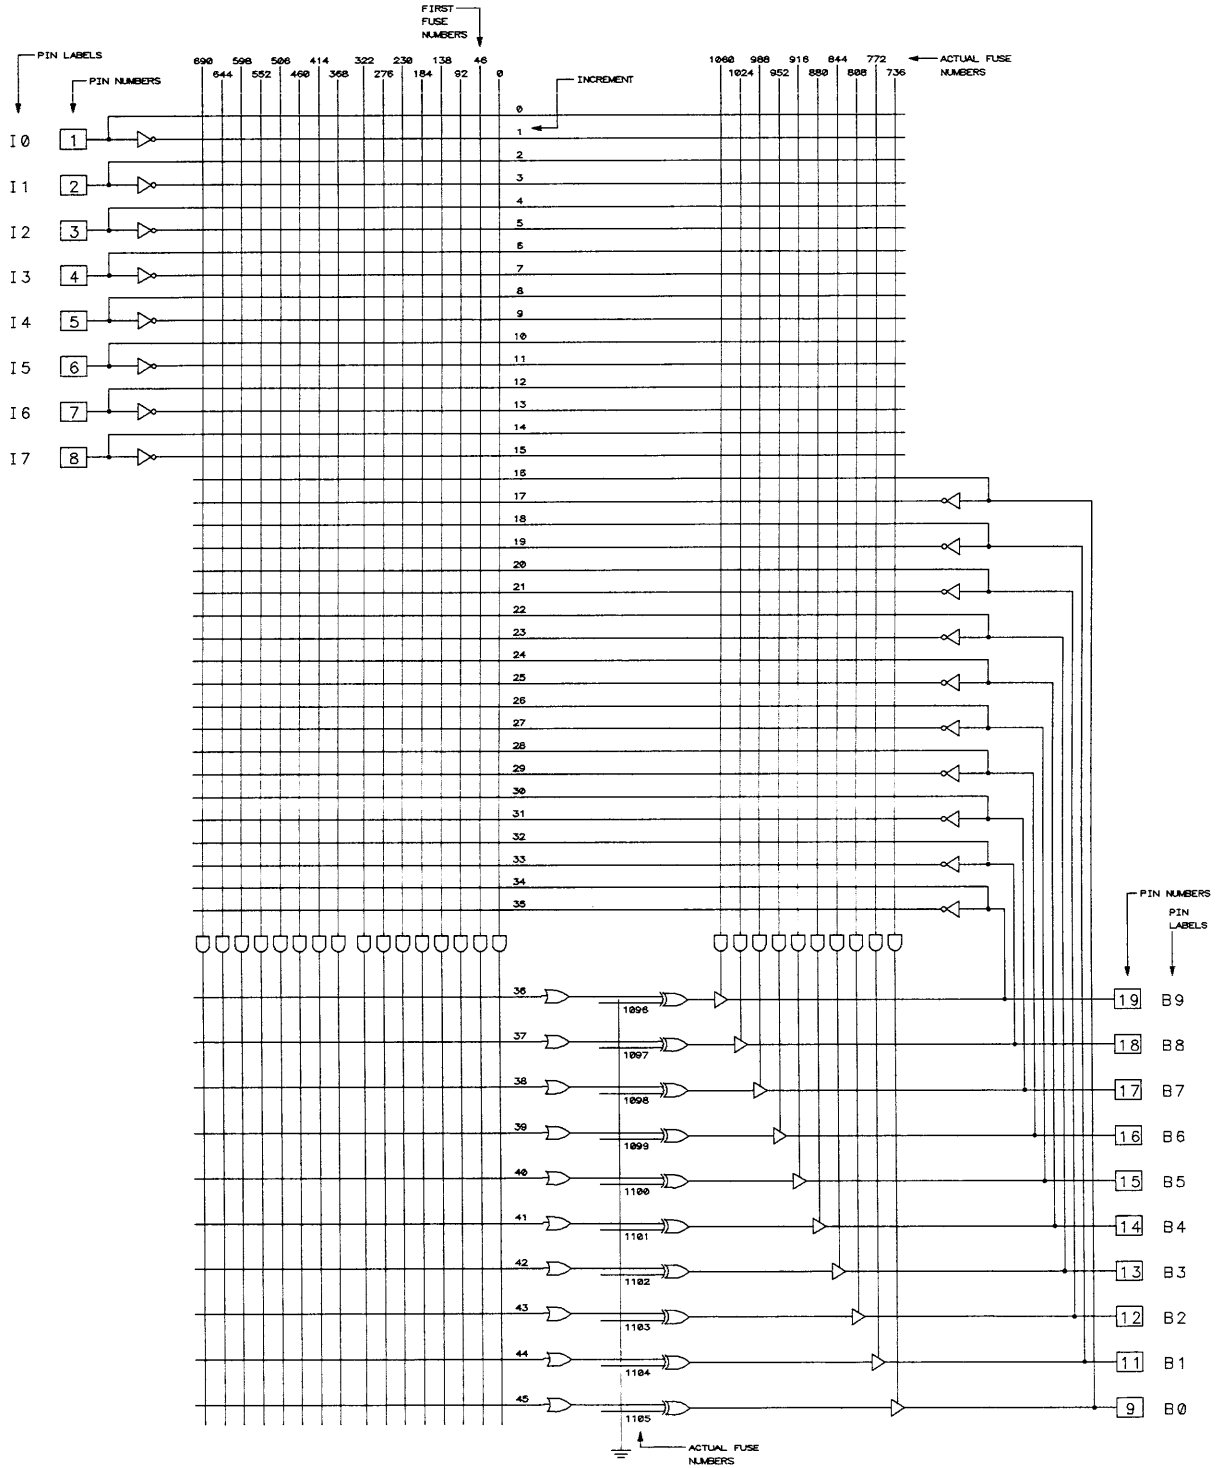 FIRST
FUSE
NUMBERS
PIN LABELS
PIN NUMBERS
690 598 506 414 322 230 138 46
644 552 460 368 276 184 92 0
1060 988 916 844 772
1024 952 880 808 736
ACTUAL FUSE
NUMBERS
INCREMENT
0
I0 1 1
2
I1 2 3
4
I2 3 5
6
I3 4 7
8
I4 5 9
10
I5 6 11
12
I6 7 13
14
I7 8 15
16
17
18
19
20
21
22
23
24
25
26
27
28
29
30
31
32
33
34
35
PIN NUMBERS
PIN
LABELS
36 1096 19 B9
37 1097 18 B8
38 1098 17 B7
39 1099 16 B6
40 1100 15 B5
41 1101 14 B4
42 1102 13 B3
43 1103 12 B2
44 1104 11 B1
45 1105 9 B0
ACTUAL FUSE
NUMBERS